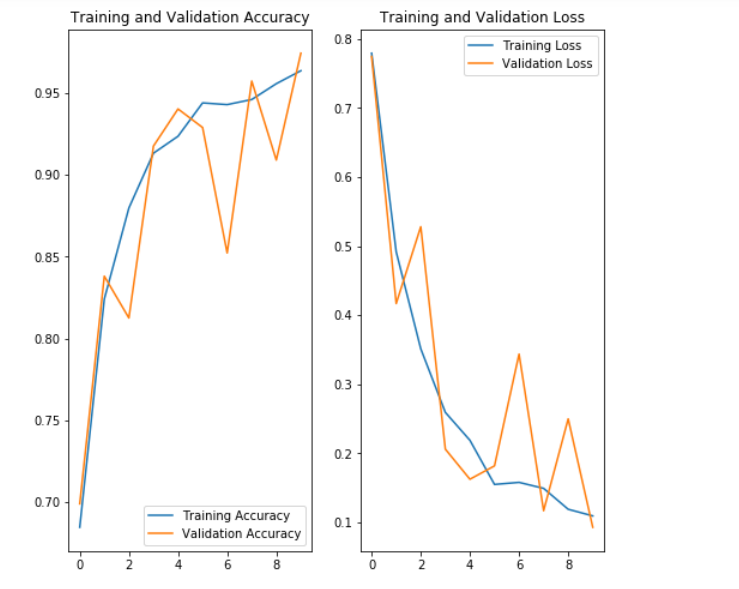 Training and Validation Accuracy
0.95
0.90
0.85
0.80
0.75
0.70
Training Accuracy
Validation Accuracy
0 2 4 6 8
Training and Validation Loss
Training Loss
Validation Loss
0.8
0.7
0.6
0.5
0.4
0.3
0.2
0.1
0 2 4 6 8